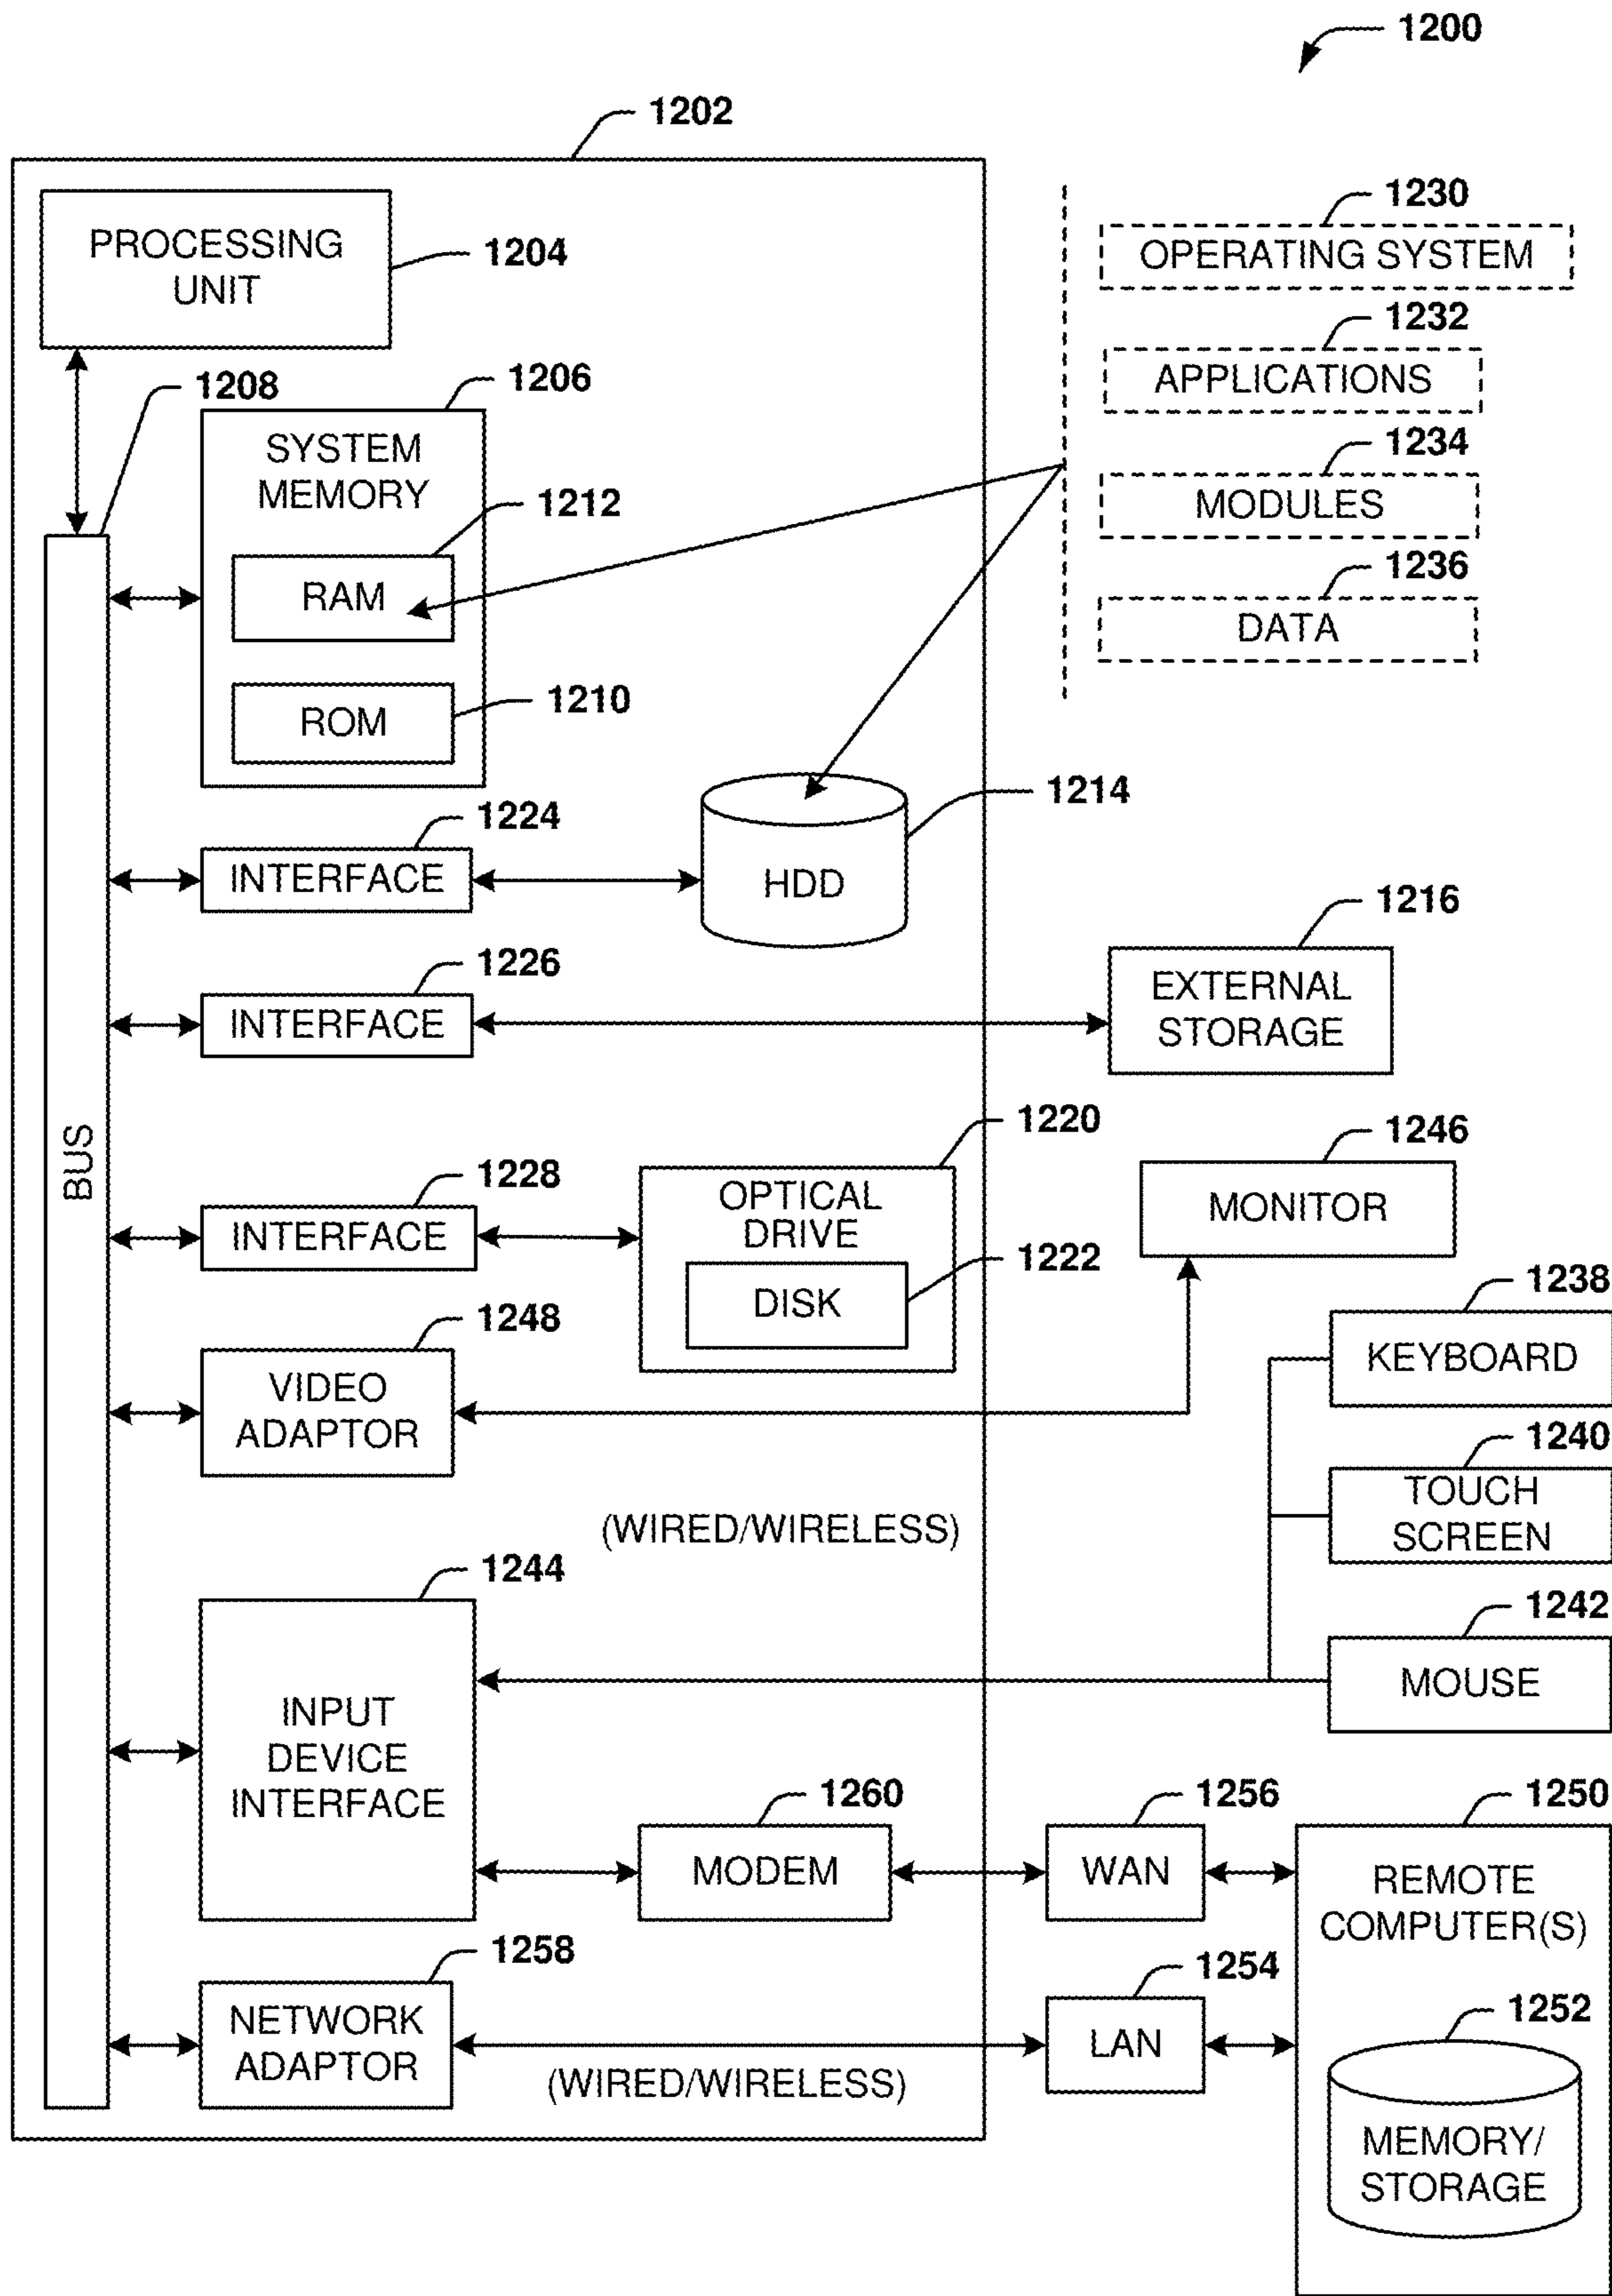 1200
1202
PROCESSING
UNIT
1204
1230
OPERATING SYSTEM
1232
APPLICATIONS
1234
MODULES
1236
DATA
1208
1206
SYSTEM
MEMORY
1212
RAM
1210
ROM
1214
HDD
1224
INTERFACE
1216
EXTERNAL
STORAGE
1226
INTERFACE
BUS
1220
OPTICAL
DRIVE
1222
DISK
1228
INTERFACE
1246
MONITOR
1248
VIDEO
ADAPTOR
1238
KEYBOARD
1240
TOUCH
SCREEN
(WIRED/WIRELESS)
1242
MOUSE
1244
INPUT
DEVICE
INTERFACE
1260
MODEM
1256
WAN
1250
REMOTE
COMPUTER(S)
1258
NETWORK
ADAPTOR
(WIRED/WIRELESS)
1254
LAN
1252
MEMORY/
STORAGE